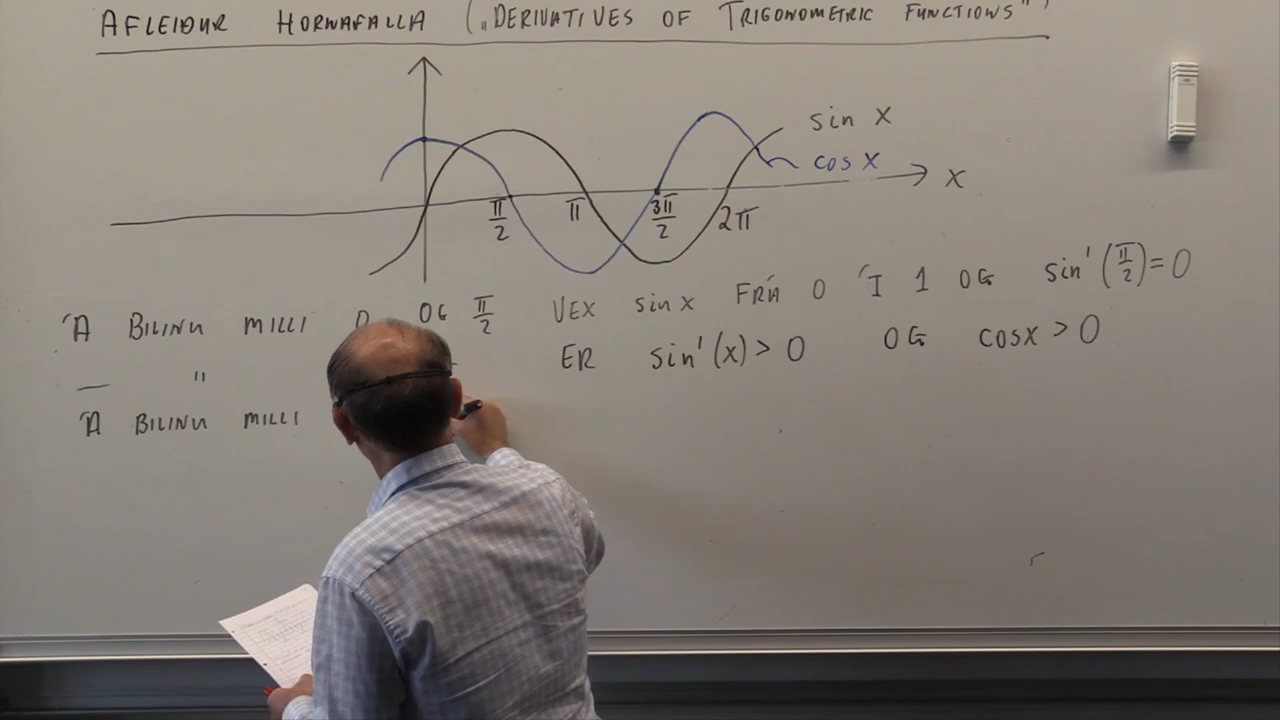 AFLEIÐUR HORNAFALLA („DERIVATIVES OF TRIGONOMETRIC FUNCTIONS")
sin x
cos x
x
π/2 π 3π/2 2π
Á BILINU MILLI 0 OG π/2 VEX sin x FRÁ 0 Í 1 OG sin'(π/2) = 0
— " ER sin'(x) > 0 OG cosx > 0
Á BILINU MILLI